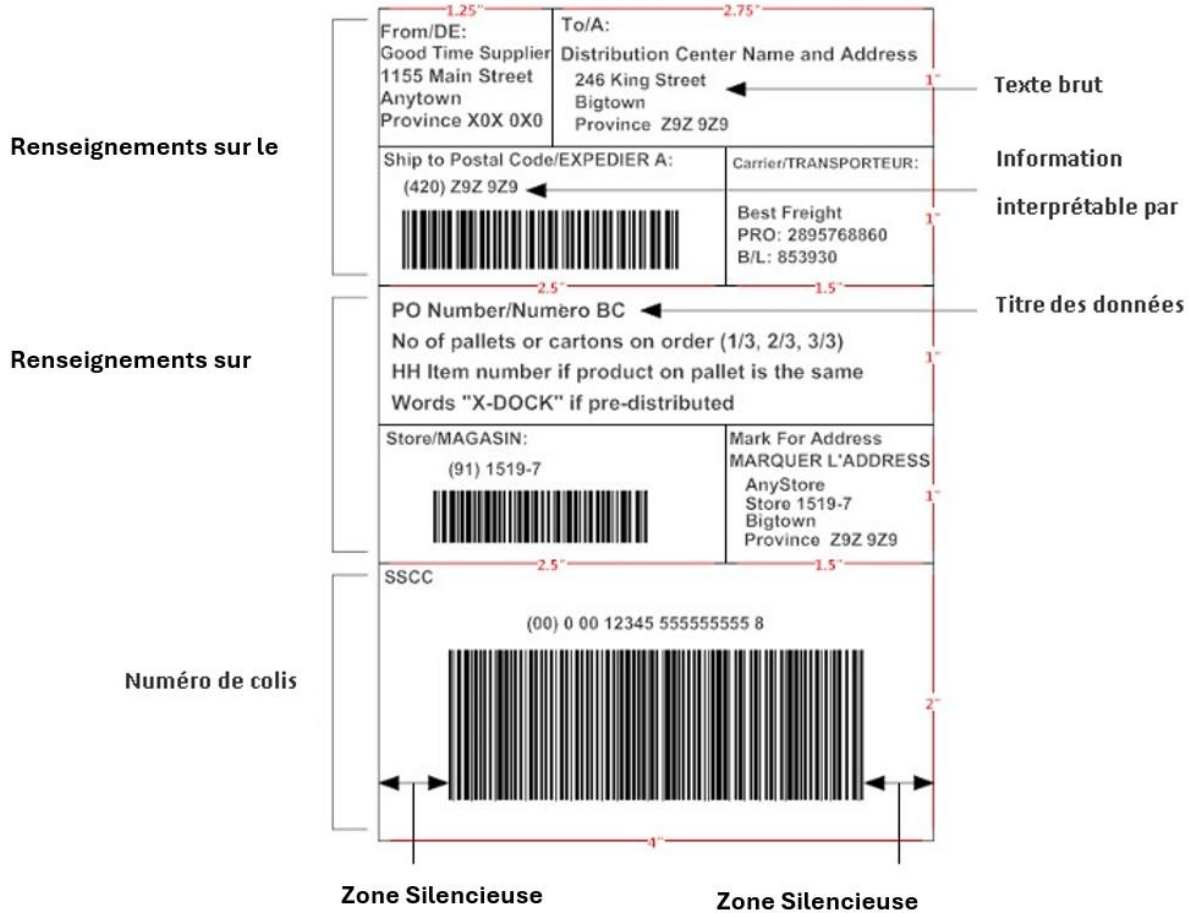 1.25"
2.75"
From/DE:
Good Time Supplier
1155 Main Street
Anytown
Province X0X 0X0
To/A:
Distribution Center Name and Address
246 King Street
Bigtown
Province Z9Z 9Z9
1"
Texte brut
Renseignements sur le
Ship to Postal Code/EXPEDIER A:
(420) Z9Z 9Z9
Carrier/TRANSPORTEUR:
Best Freight
PRO: 2895768860
B/L: 853930
1"
Information
interprétable par
2.5"
1.5"
PO Number/Numèro BC
No of pallets or cartons on order (1/3, 2/3, 3/3)
HH Item number if product on pallet is the same
Words "X-DOCK" if pre-distributed
1"
Titre des données
Renseignements sur
Store/MAGASIN:
(91) 1519-7
Mark For Address
MARQUER L'ADDRESS
AnyStore
Store 1519-7
Bigtown
Province Z9Z 9Z9
1"
2.5"
1.5"
SSCC
(00) 0 00 12345 555555555 8
Numéro de colis
2"
4"
Zone Silencieuse
Zone Silencieuse